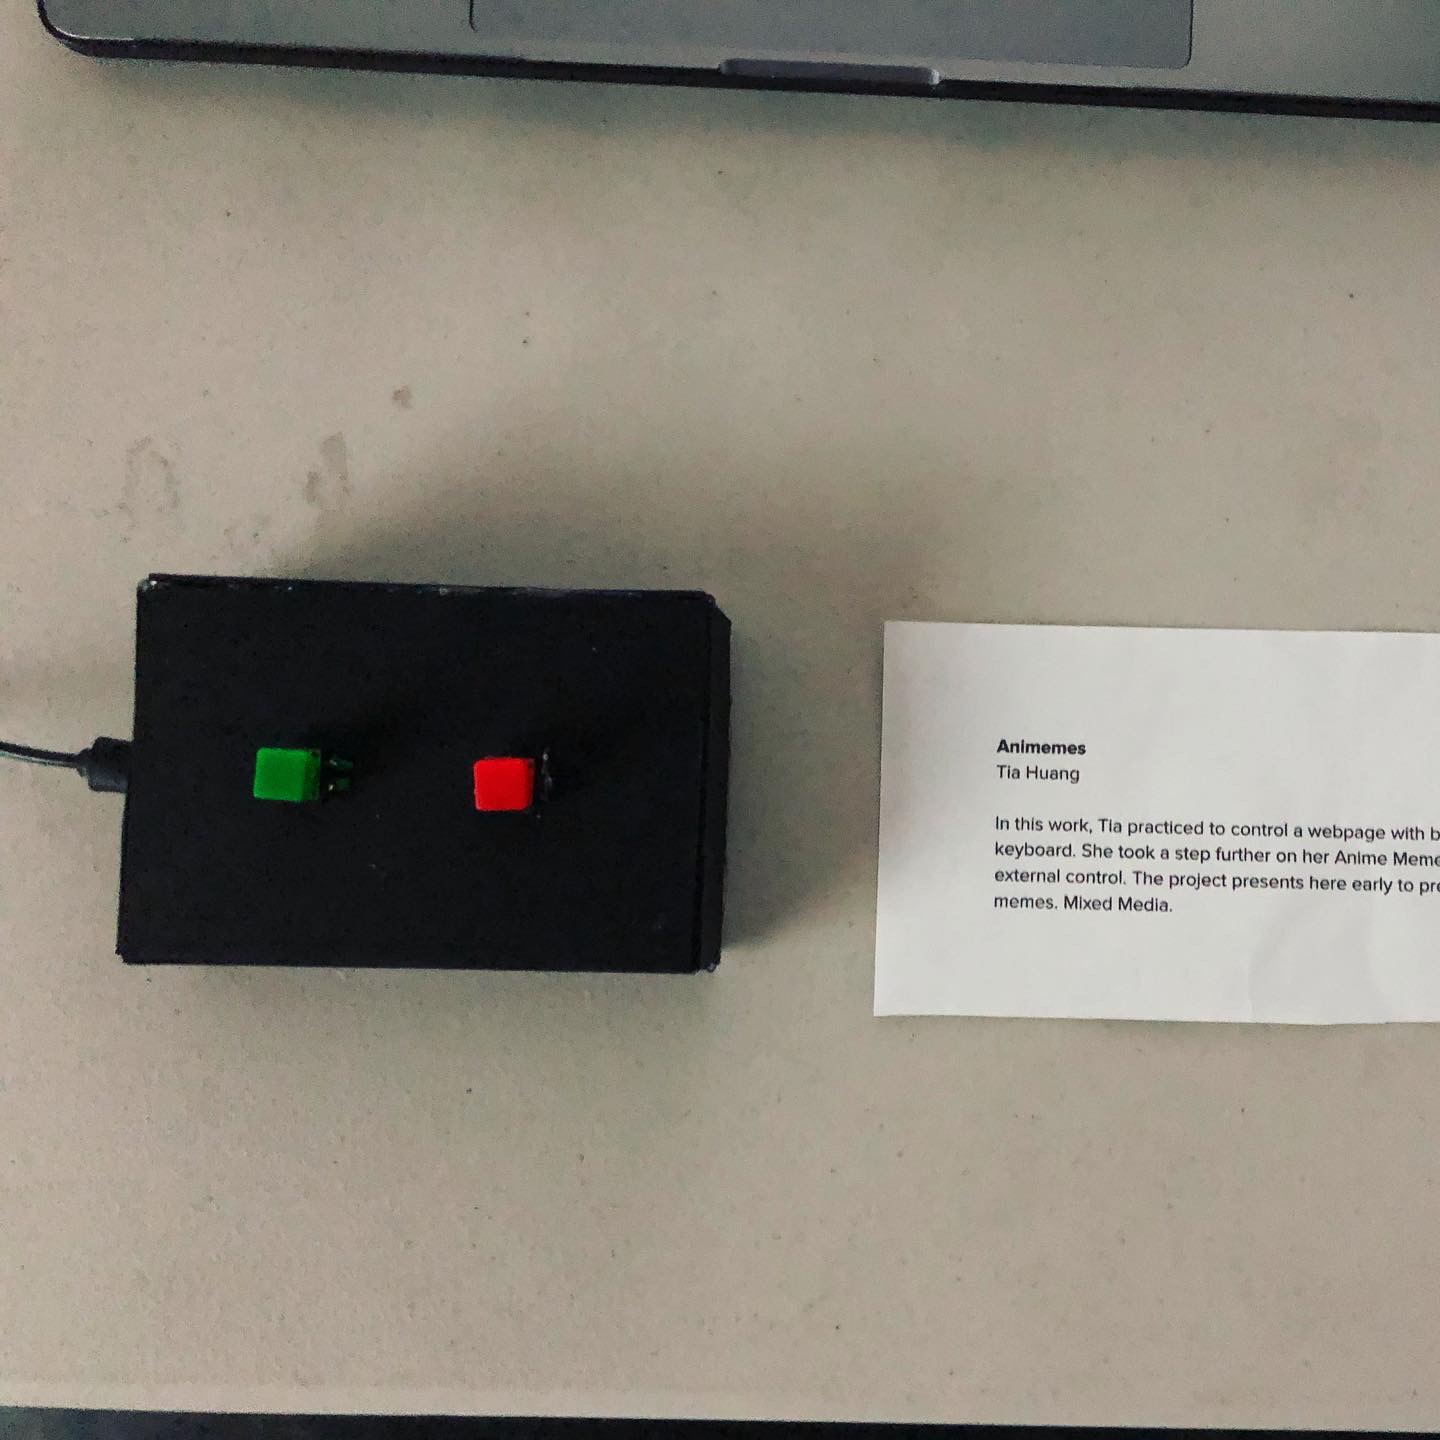 Animemes
Tia Huang
In this work, Tia practiced to control a webpage with
keyboard. She took a step further on her Anime
external control. The project presents here early to
memes. Mixed Media.